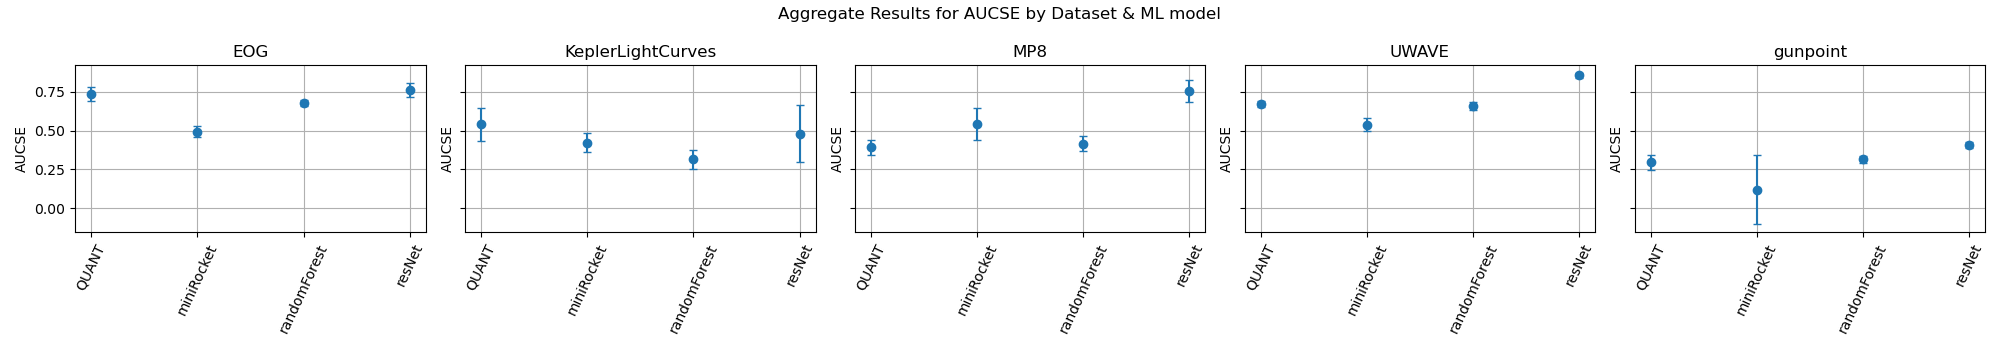 Aggregate Results for AUCSE by Dataset & ML model
EOG
KeplerLightCurves
MP8
UWAVE
gunpoint
AUCSE
0.75
0.50
0.25
0.00
AUCSE
AUCSE
AUCSE
AUCSE
QUANT
miniRocket
randomForest
resNet
QUANT
miniRocket
randomForest
resNet
QUANT
miniRocket
randomForest
resNet
QUANT
miniRocket
randomForest
resNet
QUANT
miniRocket
randomForest
resNet